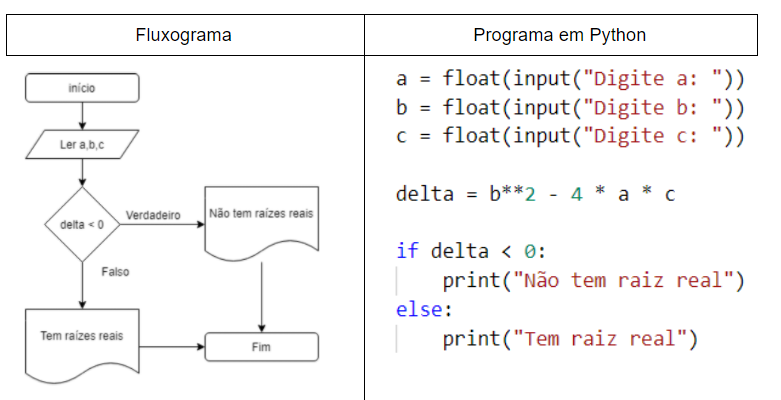 Fluxograma
Programa em Python
início
Ler a,b,c
delta < 0
Verdadeiro
Não tem raízes reais
Falso
Tem raízes reais
Fim
a = float(input("Digite a: "))
b = float(input("Digite b: "))
c = float(input("Digite c: "))
delta = b**2 - 4 * a * c
if delta < 0:
    print("Não tem raiz real")
else:
    print("Tem raiz real")